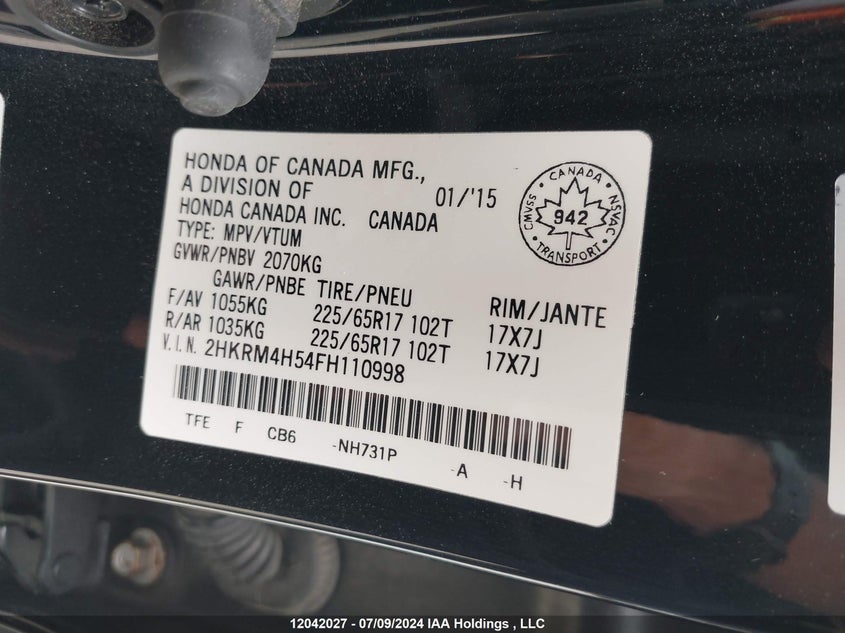 HONDA OF CANADA MFG.,
A DIVISION OF
HONDA CANADA INC. CANADA
01/'15
TYPE: MPV/VTUM
GVWR/PNBV 2070KG
GAWR/PNBE TIRE/PNEU RIM/JANTE
F/AV 1055KG 225/65R17 102T 17X7J
R/AR 1035KG 225/65R17 102T 17X7J
V.I.N. 2HKRM4H54FH110998
TFE F CB6 -NH731P -A -H
CANADA
CMVSS 942 NSVAC
TRANSPORT
12042027 - 07/09/2024 IAA Holdings , LLC